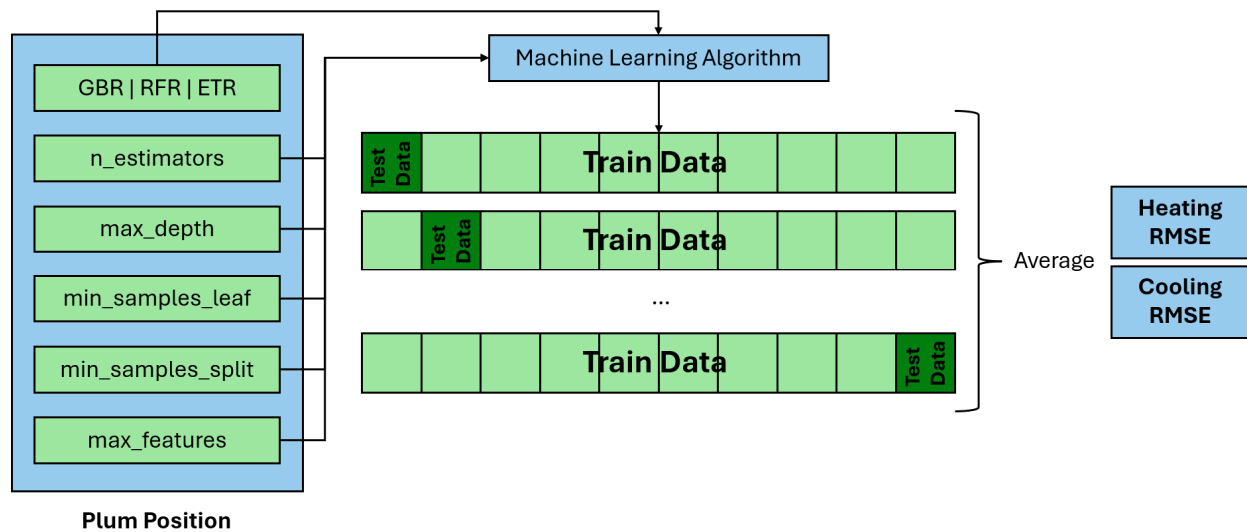 GBR | RFR | ETR
n_estimators
max_depth
min_samples_leaf
min_samples_split
max_features
Plum Position
Machine Learning Algorithm
Test
Data
Train Data
Test
Data
Train Data
...
Train Data
Test
Data
Average
Heating
RMSE
Cooling
RMSE